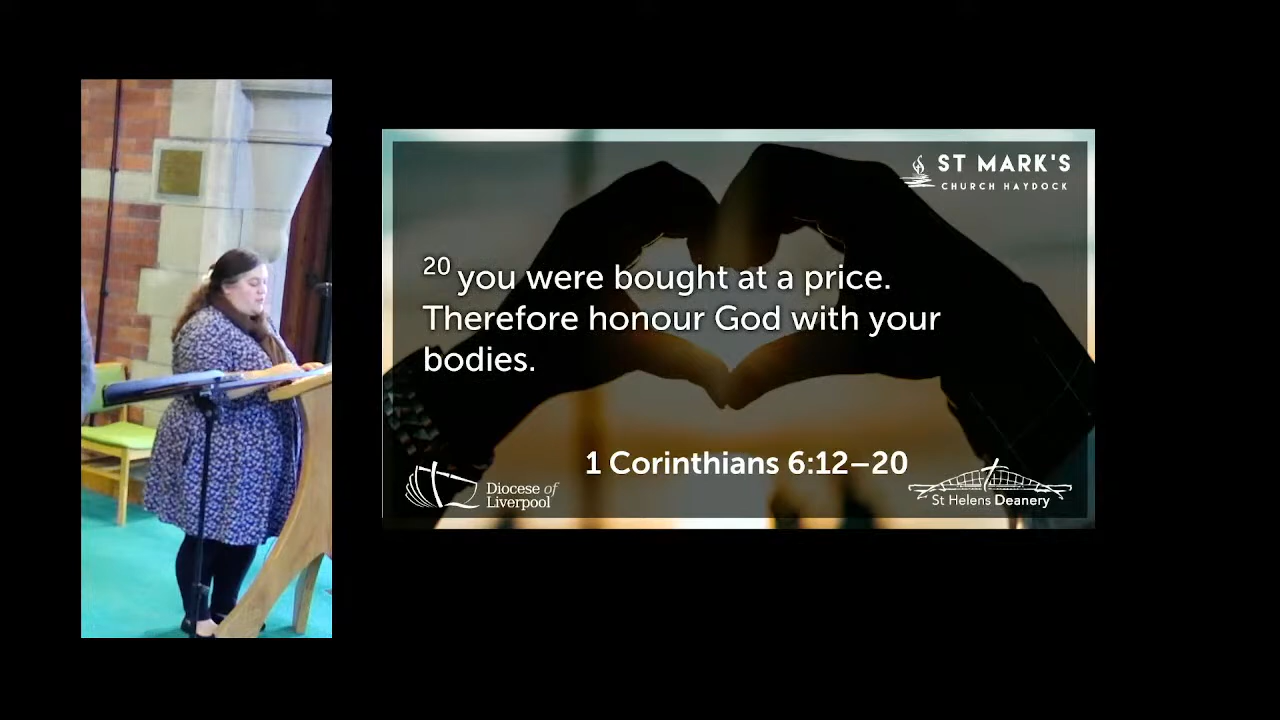 ST MARK'S
CHURCH HAYDOCK
20 you were bought at a price.
Therefore honour God with your
bodies.
1 Corinthians 6:12–20
Diocese of
Liverpool
St Helens Deanery